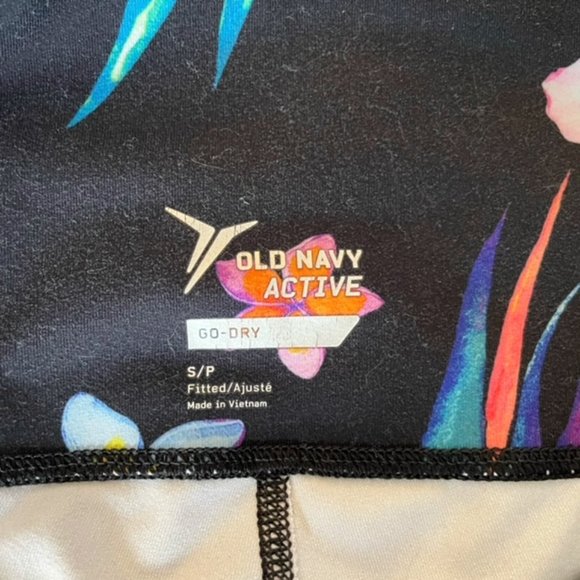 OLD NAVY
ACTIVE
GO-DRY
S/P
Fitted/Ajusté
Made in Vietnam